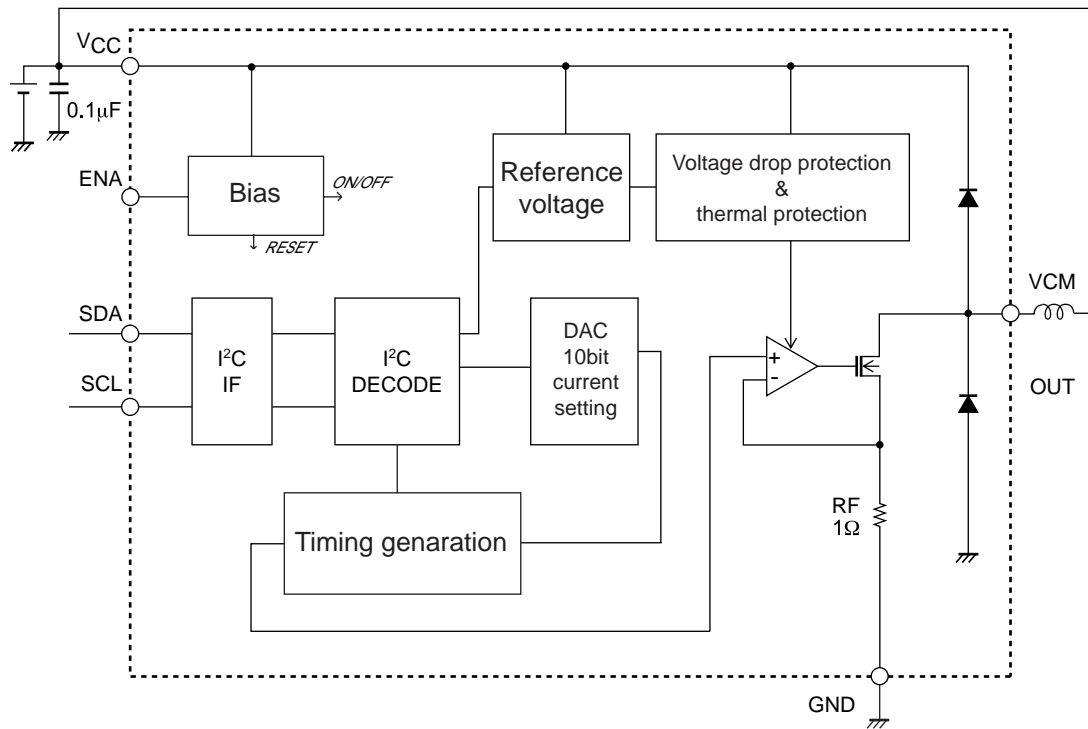 VCC
0.1µF
ENA
Bias
ON/OFF
RESET
Reference
voltage
Voltage drop protection
&
thermal protection
SDA
SCL
I²C
IF
I²C
DECODE
DAC
10bit
current
setting
+
-
VCM
OUT
Timing genaration
RF
1Ω
GND